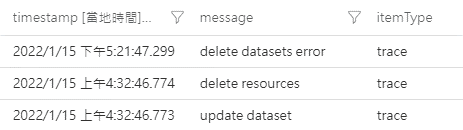 timestamp [當地時間]... message itemType
2022/1/15 下午5:21:47.299 delete datasets error trace
2022/1/15 上午4:32:46.774 delete resources trace
2022/1/15 上午4:32:46.773 update dataset trace